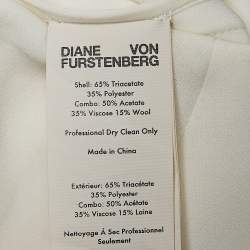 DIANE VON
FURSTENBERG
Shell: 65% Triacetate
35% Polyester
Combo: 50% Acetate
35% Viscose 15% Wool
Professional Dry Clean Only
Made in China
Extérieur: 65% Triacétate
35% Polyester
Combo: 50% Acétate
35% Viscose 15% Laine
Nettoyage Á Sec Professionnel
Seulement